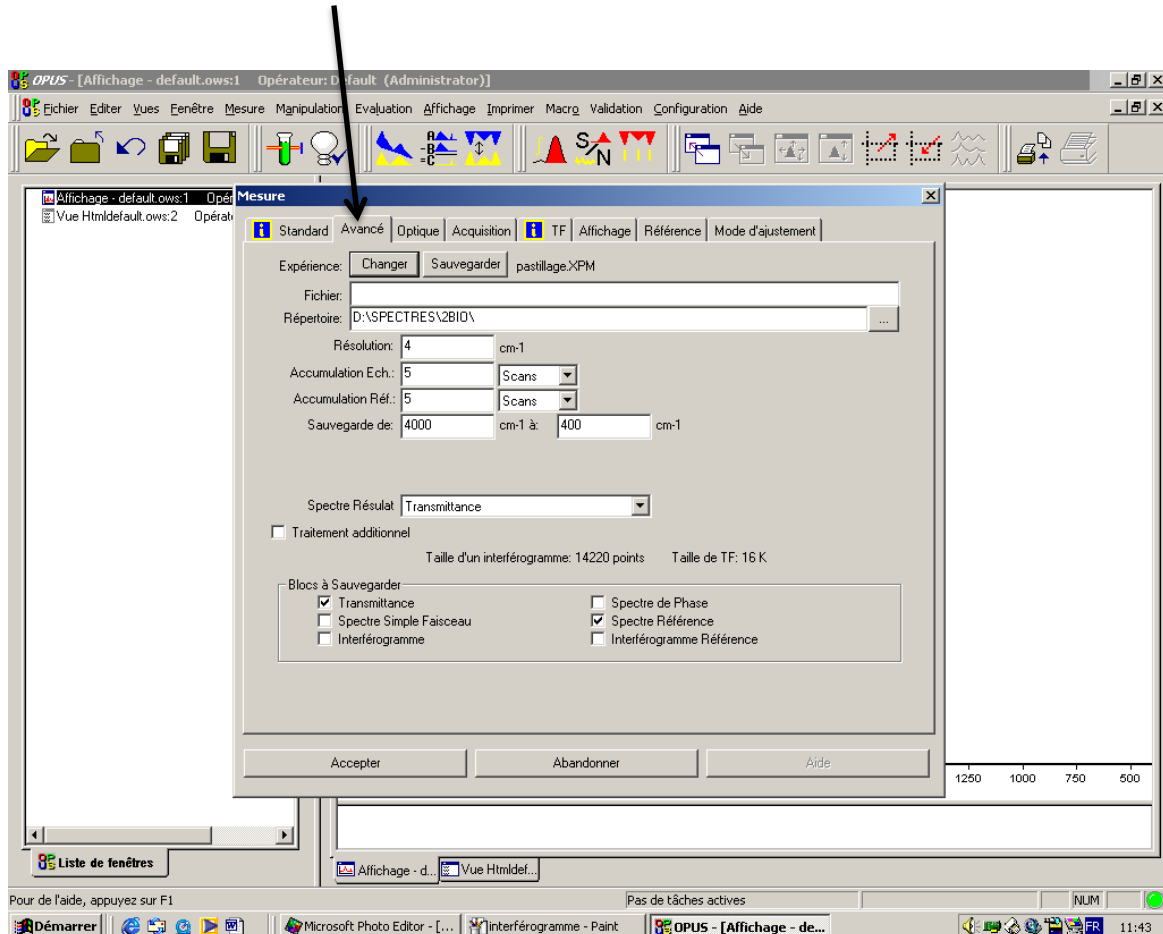 OPUS - [Affichage - default.ows:1 Opérateur: Default (Administrator)]
Fichier Editer Vues Fenêtre Mesure Manipulation Evaluation Affichage Imprimer Macro Validation Configuration Aide
A
B
C
S/N
Affichage - default.ows:1 Opér
Vue Htmldefault.ows:2 Opérate
Mesure
Standard Avancé Optique Acquisition TF Affichage Référence Mode d'ajustement
Expérience: Changer Sauvegarder pastillage.XPM
Fichier:
Répertoire: D:\SPECTRES\2BIO\ ...
Résolution: 4 cm-1
Accumulation Ech.: 5 Scans
Accumulation Réf.: 5 Scans
Sauvegarde de: 4000 cm-1 à: 400 cm-1
Spectre Résulat Transmittance
Traitement additionnel
Taille d'un interférogramme: 14220 points Taille de TF: 16 K
Blocs à Sauvegarder
Transmittance Spectre de Phase
Spectre Simple Faisceau Spectre Référence
Interférogramme Interférogramme Référence
Accepter Abandonner Aide
1250 1000 750 500
Liste de fenêtres
Affichage - d... Vue Htmldef...
Pour de l'aide, appuyez sur F1 Pas de tâches actives NUM
Démarrer Microsoft Photo Editor - [... interférogramme - Paint OPUS - [Affichage - de... FR 11:43